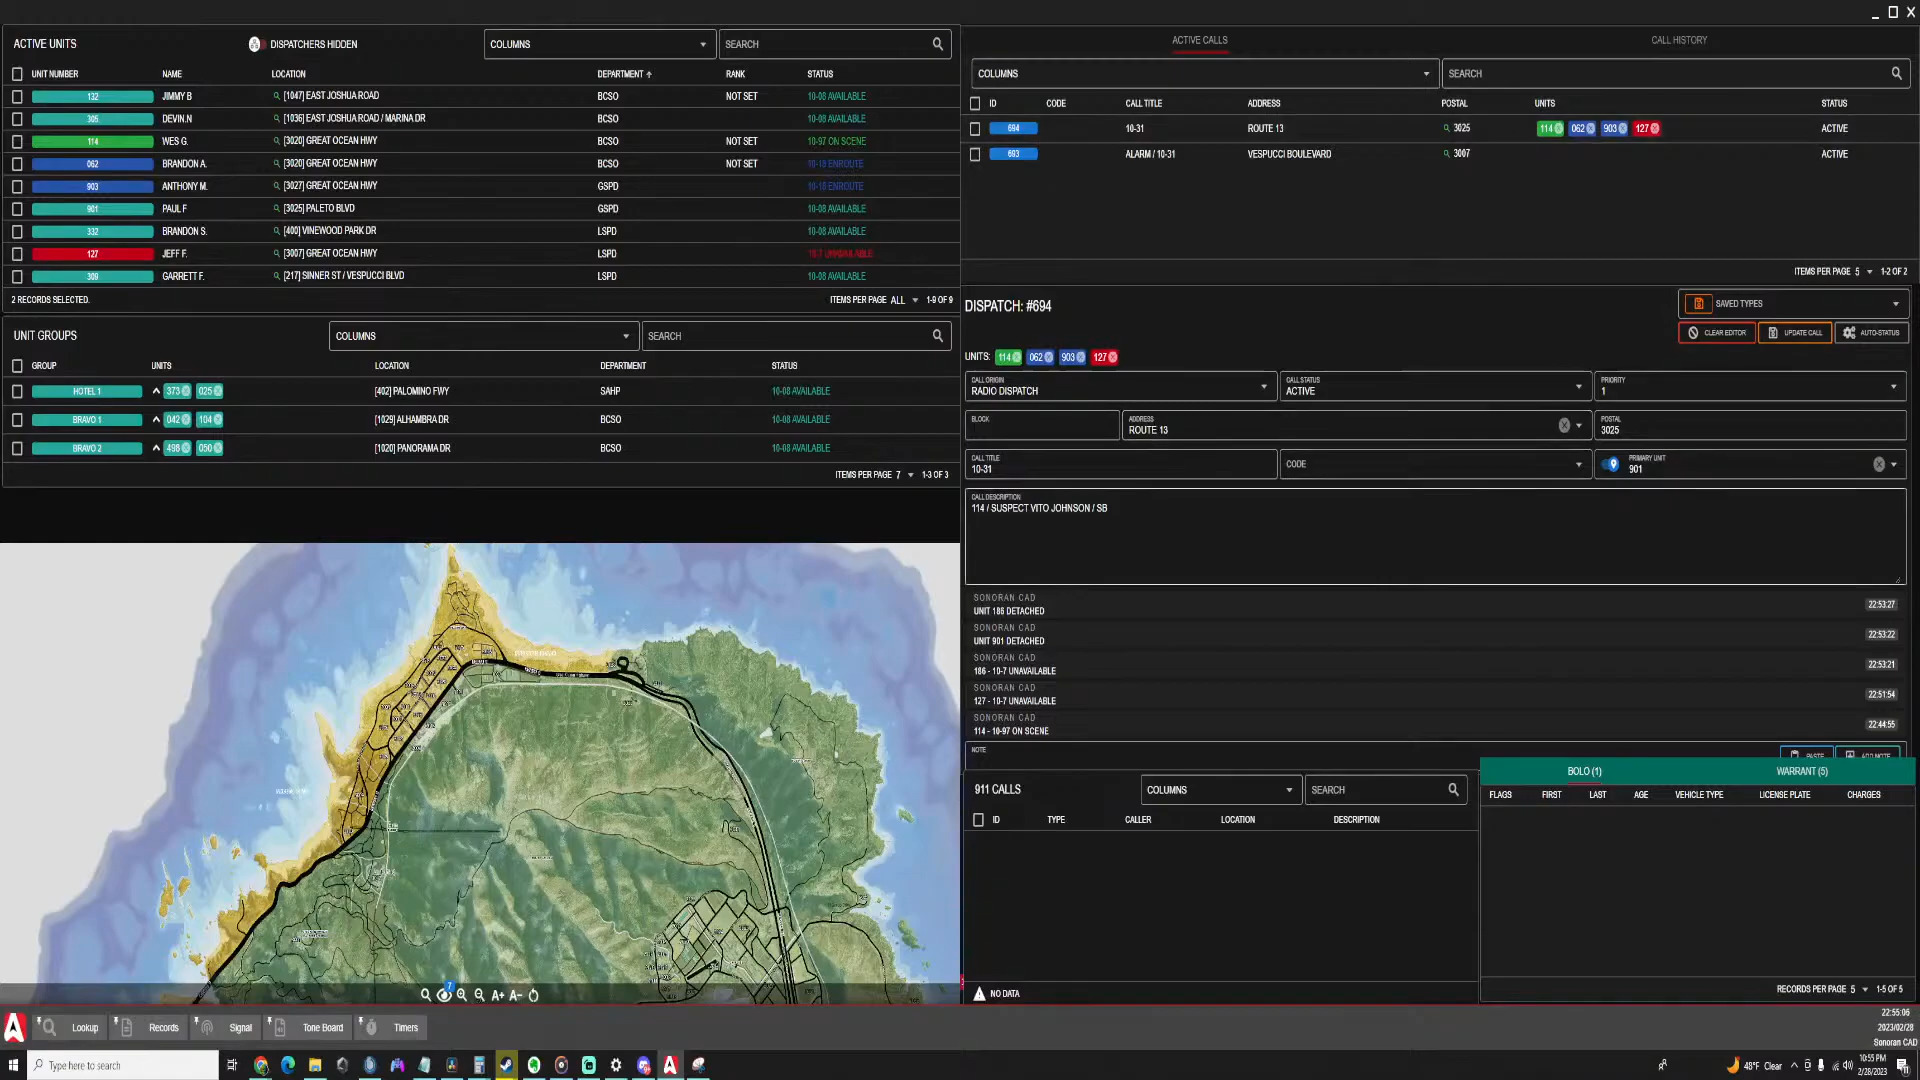 ACTIVE UNITS
DISPATCHERS HIDDEN
COLUMNS
SEARCH
UNIT NUMBER NAME LOCATION DEPARTMENT RANK STATUS
132 JIMMY B [1047] EAST JOSHUA ROAD BCSO NOT SET 10-08 AVAILABLE
305 DEVIN.N [1036] EAST JOSHUA ROAD / MARINA DR BCSO 10-08 AVAILABLE
114 WES G. [3020] GREAT OCEAN HWY BCSO NOT SET 10-97 ON SCENE
062 BRANDON A. [3020] GREAT OCEAN HWY BCSO NOT SET ENROUTE
903 ANTHONY M. [3027] GREAT OCEAN HWY GSPD ENROUTE
901 PAUL F [3025] PALETO BLVD GSPD 10-08 AVAILABLE
332 BRANDON S. [400] VINEWOOD PARK DR LSPD 10-08 AVAILABLE
127 JEFF F. [3007] GREAT OCEAN HWY LSPD 10-7 UNAVAILABLE
309 GARRETT F. [217] SINNER ST / VESPUCCI BLVD LSPD 10-08 AVAILABLE
2 RECORDS SELECTED.
ITEMS PER PAGE ALL 1-9 OF 9
UNIT GROUPS
COLUMNS
SEARCH
GROUP UNITS LOCATION DEPARTMENT STATUS
HOTEL 1 373 025 [402] PALOMINO FWY SAHP 10-08 AVAILABLE
BRAVO 1 042 104 [1029] ALHAMBRA DR BCSO 10-08 AVAILABLE
BRAVO 2 498 050 [1020] PANORAMA DR BCSO 10-08 AVAILABLE
ITEMS PER PAGE 7 1-3 OF 3
7
A+ A-
ACTIVE CALLS
CALL HISTORY
COLUMNS
SEARCH
ID CODE CALL TITLE ADDRESS POSTAL UNITS STATUS
694 10-31 ROUTE 13 3025 114 062 903 127 ACTIVE
693 ALARM / 10-31 VESPUCCI BOULEVARD 3007 ACTIVE
ITEMS PER PAGE 5 1-2 OF 2
DISPATCH: #694
SAVED TYPES
CLEAR EDITOR
UPDATE CALL
AUTO-STATUS
UNITS: 114 062 903 127
CALL ORIGIN
RADIO DISPATCH
CALL STATUS
ACTIVE
PRIORITY
1
BLOCK
ADDRESS
ROUTE 13
POSTAL
3025
CALL TITLE
10-31
CODE
PRIMARY UNIT
901
CALL DESCRIPTION
114 / SUSPECT VITO JOHNSON / SB
SONORAN CAD
UNIT 186 DETACHED 22:53:27
SONORAN CAD
UNIT 901 DETACHED 22:53:22
SONORAN CAD
186 - 10-7 UNAVAILABLE 22:53:21
SONORAN CAD
127 - 10-7 UNAVAILABLE 22:51:54
SONORAN CAD
114 - 10-97 ON SCENE 22:44:55
NOTE
PASTE
ADD NOTE
911 CALLS
COLUMNS
SEARCH
ID TYPE CALLER LOCATION DESCRIPTION
NO DATA
BOLO (1)
WARRANT (5)
FLAGS FIRST LAST AGE VEHICLE TYPE LICENSE PLATE CHARGES
RECORDS PER PAGE 5 1-5 OF 5
Lookup
Records
Signal
Tone Board
Timers
22:55:06
2023/02/28
Sonoran CAD
Type here to search
48°F Clear
10:55 PM
2/28/2023